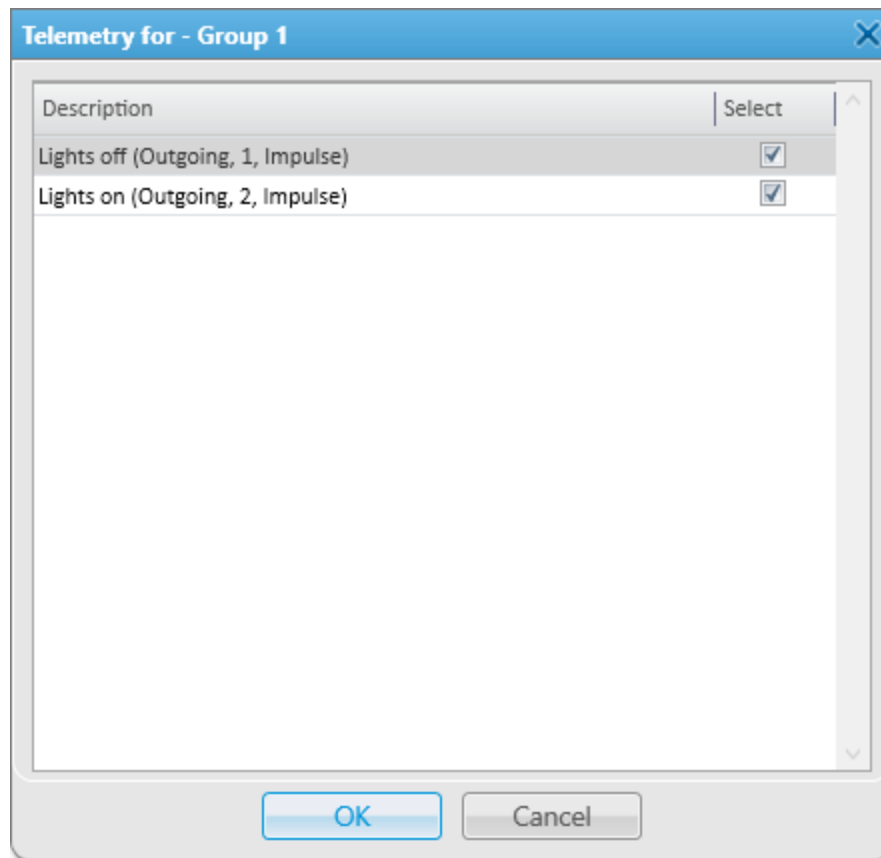 Telemetry for - Group 1
Description Select
Lights off (Outgoing, 1, Impulse)
Lights on (Outgoing, 2, Impulse)
OK Cancel